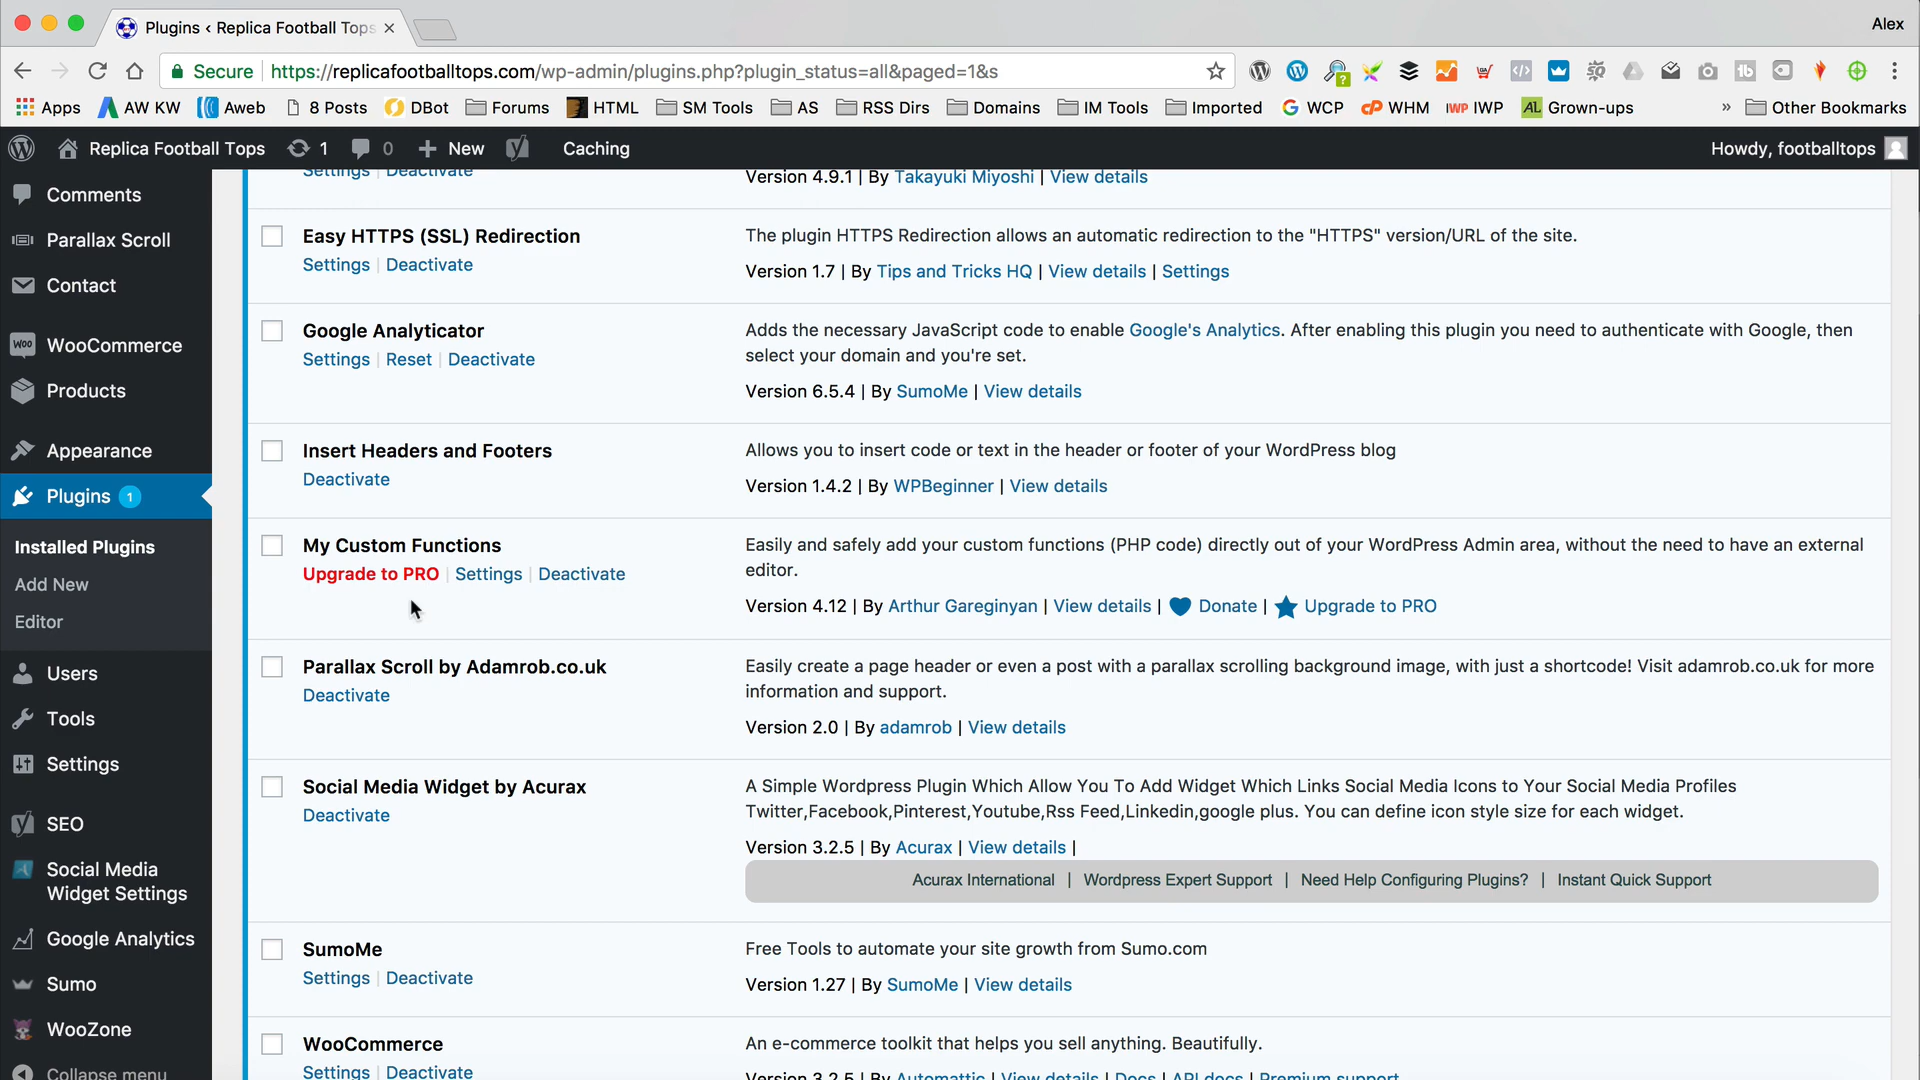 Plugins ‹ Replica Football Tops
Alex
Secure https://replicafootballtops.com/wp-admin/plugins.php?plugin_status=all&paged=1&s
Apps AW KW Aweb 8 Posts DBot Forums HTML SM Tools AS RSS Dirs Domains IM Tools Imported WCP WHM IWP IWP AL Grown-ups » Other Bookmarks
Replica Football Tops 1 0 + New Caching Howdy, footballtops
Comments
Parallax Scroll
Contact
WooCommerce
Products
Appearance
Plugins 1
Installed Plugins
Add New
Editor
Users
Tools
Settings
SEO
Social Media
Widget Settings
Google Analytics
Sumo
WooZone
Collapse menu
Settings | Deactivate
Version 4.9.1 | By Takayuki Miyoshi | View details
Easy HTTPS (SSL) Redirection
Settings | Deactivate
The plugin HTTPS Redirection allows an automatic redirection to the "HTTPS" version/URL of the site.
Version 1.7 | By Tips and Tricks HQ | View details | Settings
Google Analyticator
Settings | Reset | Deactivate
Adds the necessary JavaScript code to enable Google's Analytics. After enabling this plugin you need to authenticate with Google, then
select your domain and you're set.
Version 6.5.4 | By SumoMe | View details
Insert Headers and Footers
Deactivate
Allows you to insert code or text in the header or footer of your WordPress blog
Version 1.4.2 | By WPBeginner | View details
My Custom Functions
Upgrade to PRO | Settings | Deactivate
Easily and safely add your custom functions (PHP code) directly out of your WordPress Admin area, without the need to have an external
editor.
Version 4.12 | By Arthur Gareginyan | View details | Donate | Upgrade to PRO
Parallax Scroll by Adamrob.co.uk
Deactivate
Easily create a page header or even a post with a parallax scrolling background image, with just a shortcode! Visit adamrob.co.uk for more
information and support.
Version 2.0 | By adamrob | View details
Social Media Widget by Acurax
Deactivate
A Simple Wordpress Plugin Which Allow You To Add Widget Which Links Social Media Icons to Your Social Media Profiles
Twitter,Facebook,Pinterest,Youtube,Rss Feed,Linkedin,google plus. You can define icon style size for each widget.
Version 3.2.5 | By Acurax | View details |
Acurax International | Wordpress Expert Support | Need Help Configuring Plugins? | Instant Quick Support
SumoMe
Settings | Deactivate
Free Tools to automate your site growth from Sumo.com
Version 1.27 | By SumoMe | View details
WooCommerce
Settings | Deactivate
An e-commerce toolkit that helps you sell anything. Beautifully.
Version 3.2.5 | By Automattic | View details | Docs | API docs | Premium support